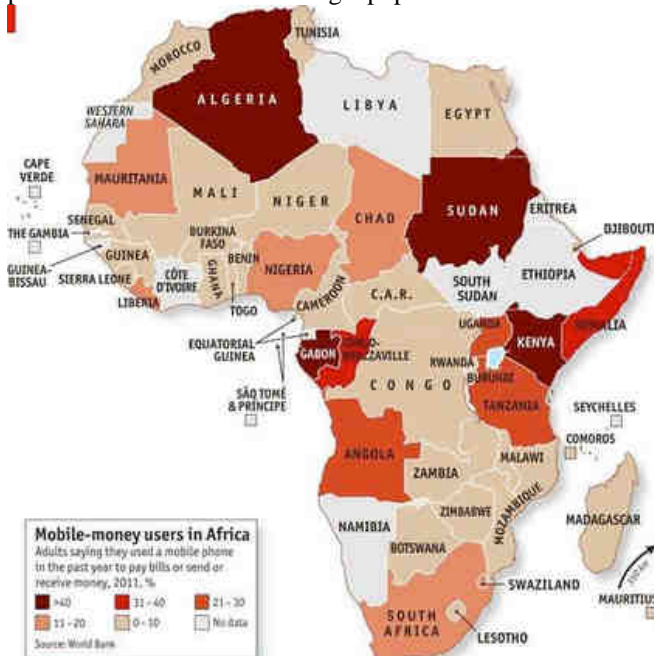 MOROCCO
TUNISIA
ALGERIA
LIBYA
EGYPT
WESTERN
SAHARA
CAPE
VERDE
MAURITANIA
MALI
NIGER
CHAD
SUDAN
ERITREA
DJIBOUTI
SENEGAL
THE GAMBIA
GUINEA-
BISSAU
GUINEA
SIERRA LEONE
LIBERIA
CÔTE
D'IVOIRE
BURKINA
FASO
GHANA
TOGO
BENIN
NIGERIA
CAMEROON
C.A.R.
SOUTH
SUDAN
ETHIOPIA
SOMALIA
EQUATORIAL
GUINEA
GABON
CONGO-
BRAZZAVILLE
SÃO TOMÉ
& PRÍNCIPE
CONGO
UGANDA
KENYA
RWANDA
BURUNDI
TANZANIA
SEYCHELLES
COMOROS
ANGOLA
ZAMBIA
MALAWI
MOZAMBIQUE
ZIMBABWE
MADAGASCAR
MAURITIUS
NAMIBIA
BOTSWANA
SWAZILAND
SOUTH
AFRICA
LESOTHO
Mobile-money users in Africa
Adults saying they used a mobile phone
in the past year to pay bills or send or
receive money, 2011, %
>40 31 - 40 21 - 30
11 - 20 0 - 10 No data
Source: World Bank